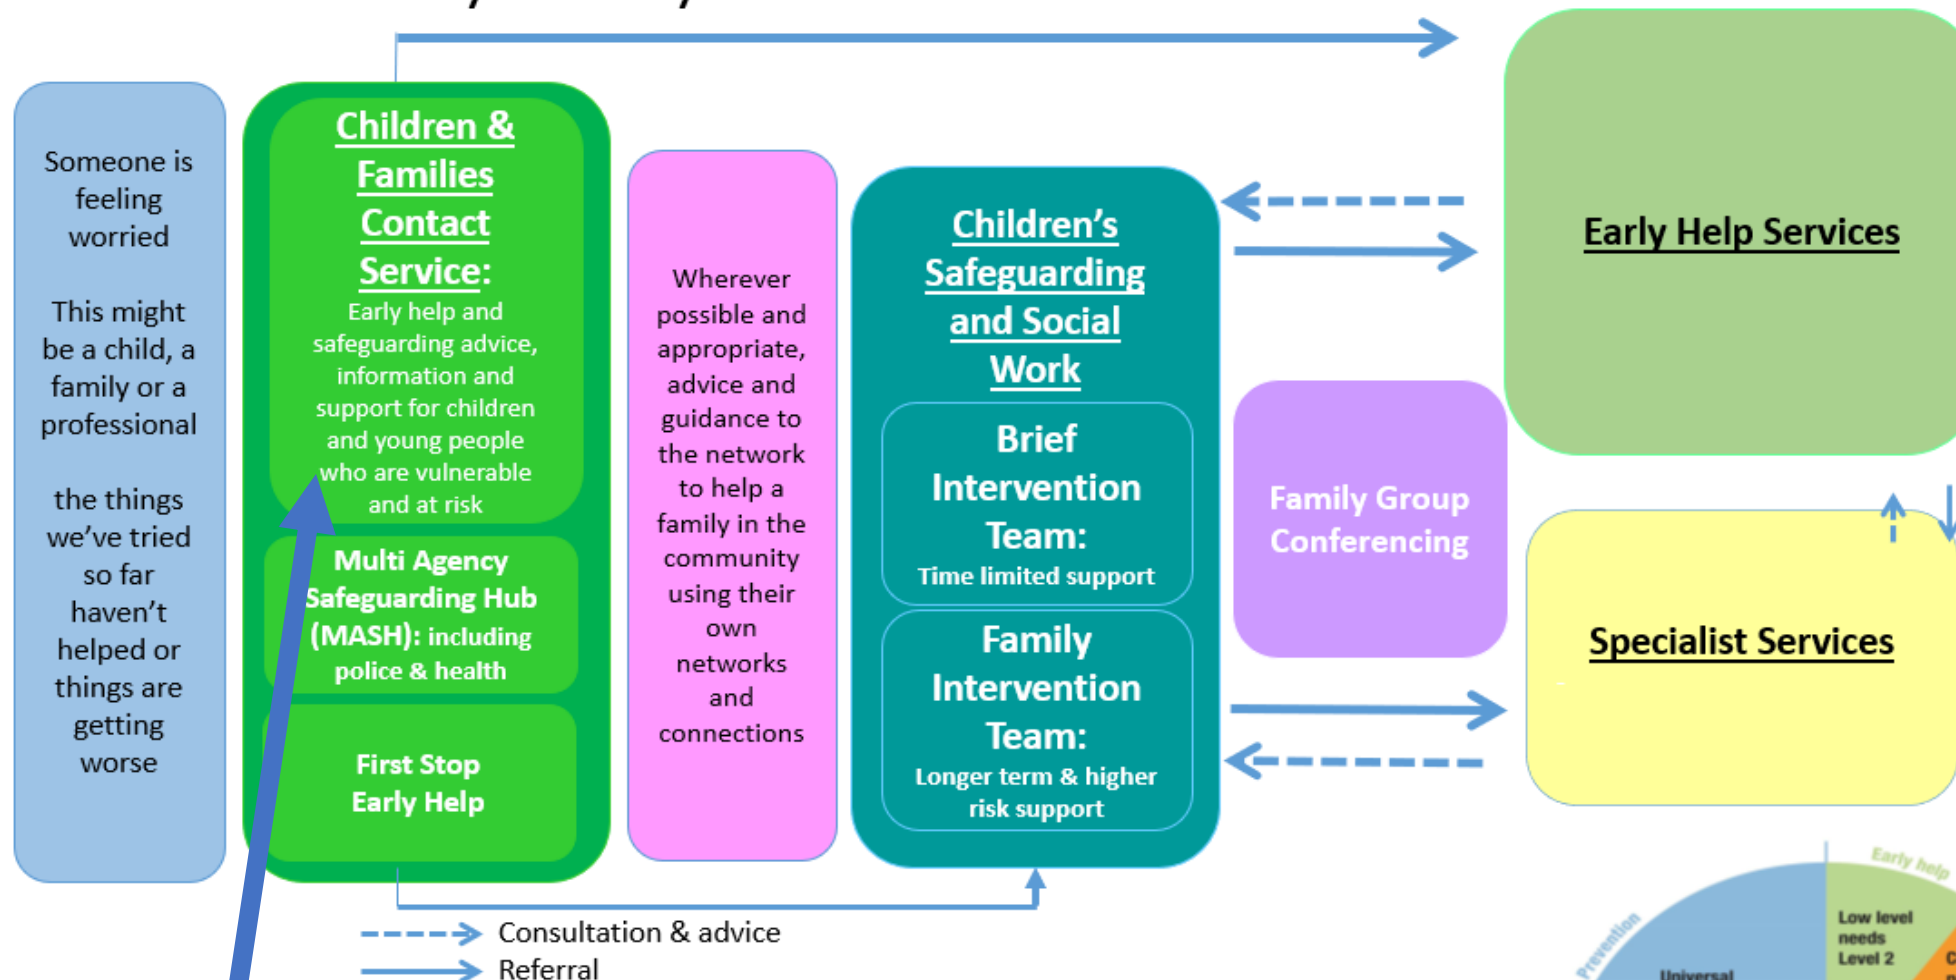 Someone is
feeling
worried
This might
be a child, a
family or a
professional
the things
we've tried
so far
haven't
helped or
things are
getting
worse
Children &
Families
Contact
Service:
Early help and
safeguarding advice,
information and
support for children
and young people
who are vulnerable
and at risk
Multi Agency
Safeguarding Hub
(MASH): including
police & health
First Stop
Early Help
Wherever
possible and
appropriate,
advice and
guidance to
the network
to help a
family in the
community
using their
own
networks
and
connections
Children's
Safeguarding
and Social
Work
Brief
Intervention
Team:
Time limited support
Family
Intervention
Team:
Longer term & higher
risk support
Family Group
Conferencing
Early Help Services
Specialist Services
Consultation & advice
Referral
Early help
Prevention
Low level
needs
Level 2
Universal